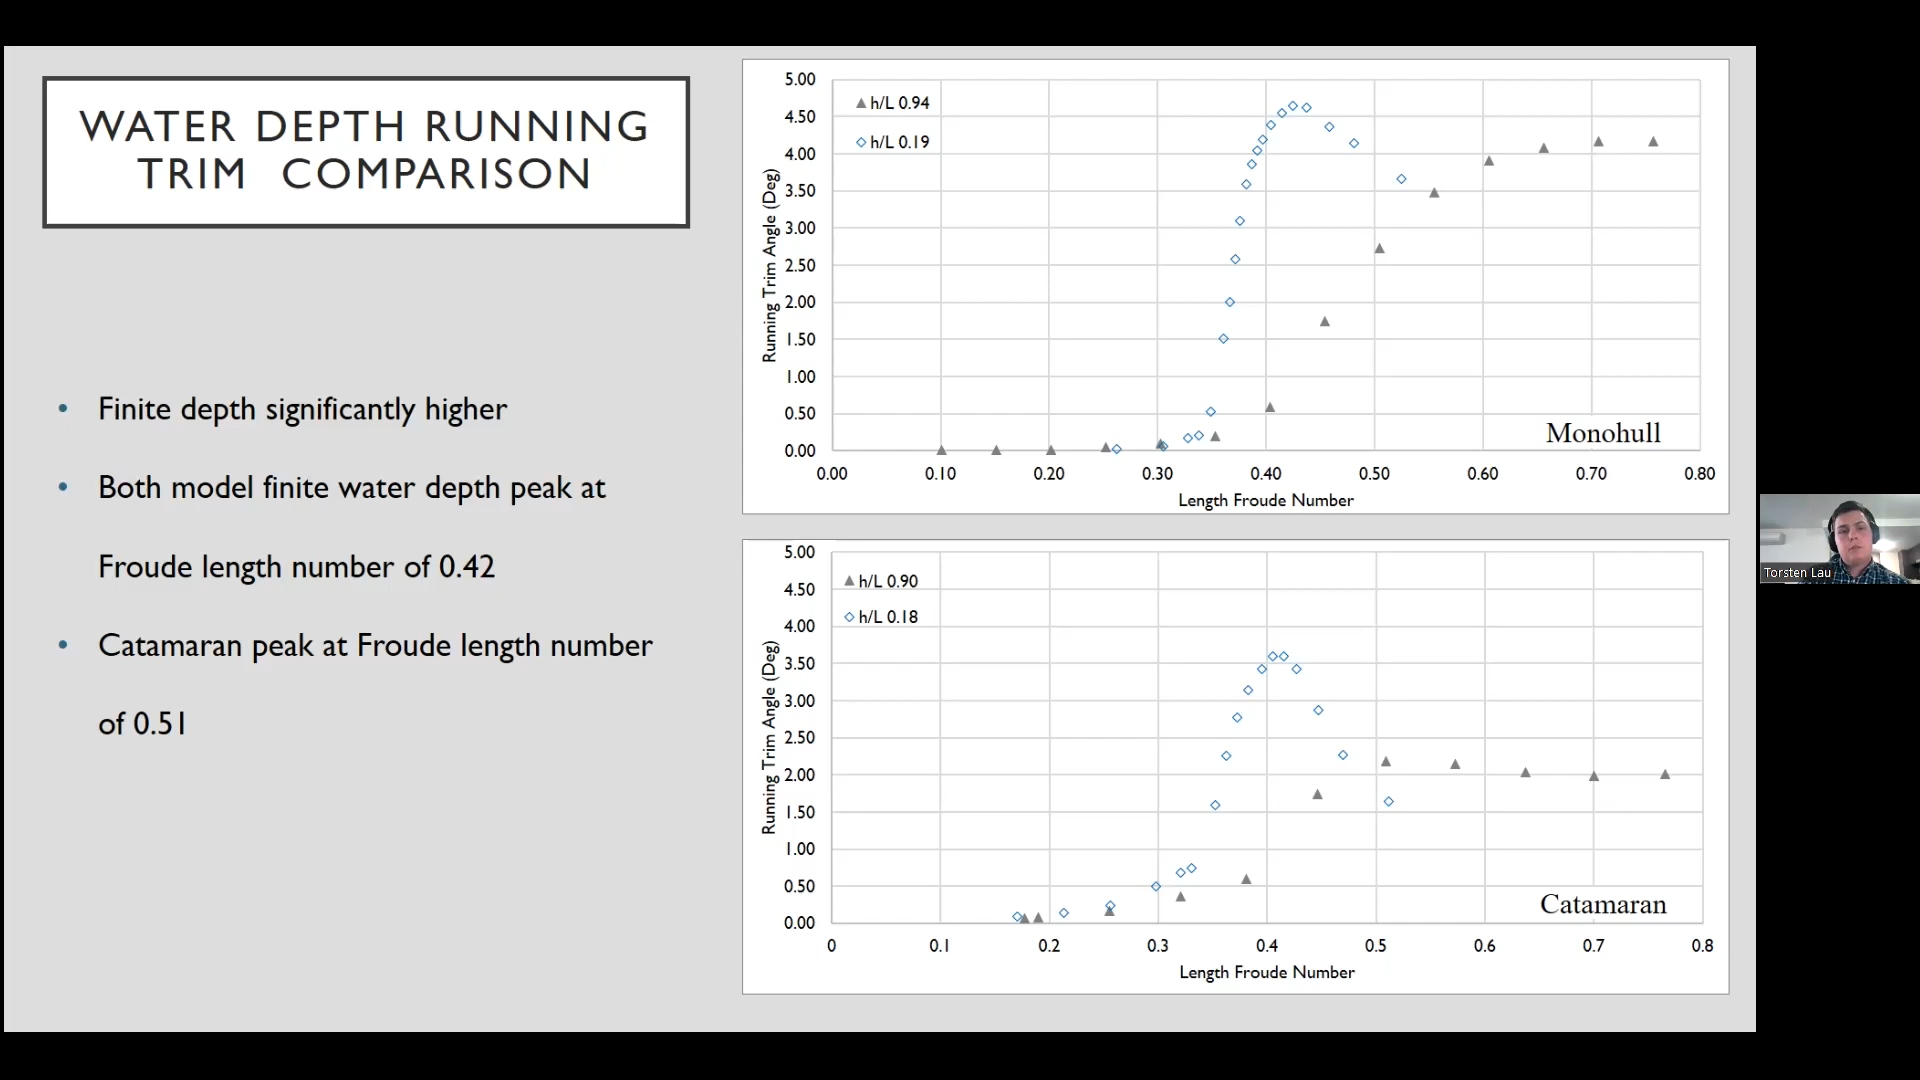 WATER DEPTH RUNNING
TRIM COMPARISON
• Finite depth significantly higher
• Both model finite water depth peak at
Froude length number of 0.42
• Catamaran peak at Froude length number
of 0.51
5.00
4.50
4.00
3.50
3.00
2.50
2.00
1.50
1.00
0.50
0.00
Running Trim Angle (Deg)
h/L 0.94
h/L 0.19
Monohull
0.00 0.10 0.20 0.30 0.40 0.50 0.60 0.70 0.80
Length Froude Number
5.00
4.50
4.00
3.50
3.00
2.50
2.00
1.50
1.00
0.50
0.00
Running Trim Angle (Deg)
h/L 0.90
h/L 0.18
Catamaran
0 0.1 0.2 0.3 0.4 0.5 0.6 0.7 0.8
Length Froude Number
Torsten Lau